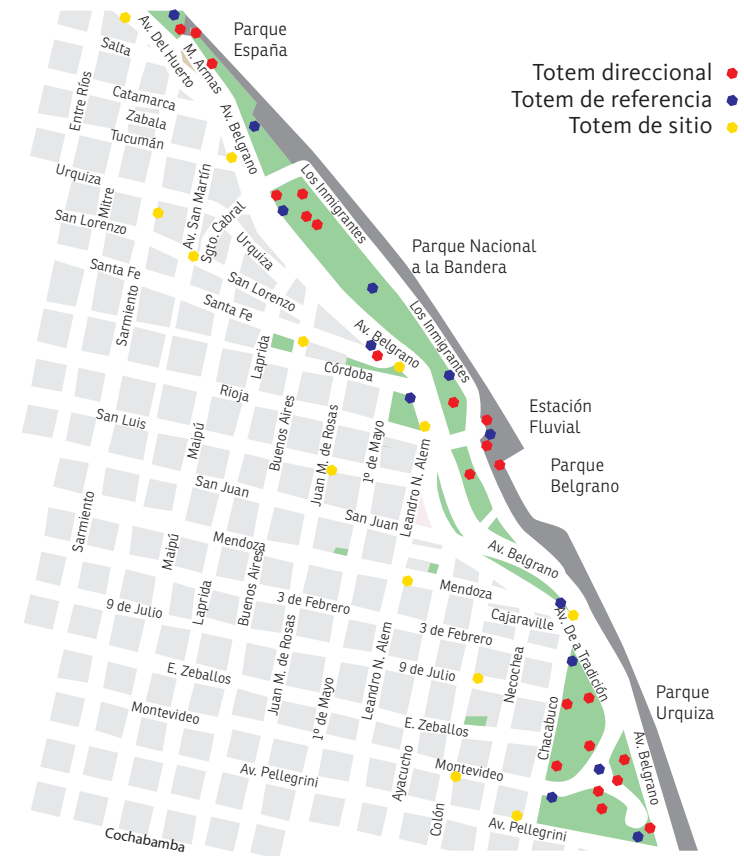 Parque
España
Totem direccional
Totem de referencia
Totem de sitio
Salta
Av. Del Huerto
M. Armas
Entre Ríos
Catamarca
Zabala
Tucumán
Av. Belgrano
Urquiza
Mitre
San Lorenzo
Av. San Martín
Sgto. Cabral
Urquiza
Los Inmigrantes
Parque Nacional
a la Bandera
Santa Fe
San Lorenzo
Sarmiento
Santa Fe
Los Inmigrantes
Av. Belgrano
Laprida
Córdoba
Rioja
San Luis
Maipú
Buenos Aires
Juan M. de Rosas
1º de Mayo
Leandro N. Alem
Estación
Fluvial
Parque
Belgrano
San Juan
San Juan
Sarmiento
Maipú
Mendoza
Buenos Aires
Av. Belgrano
Laprida
9 de Julio
3 de Febrero
Mendoza
Cajaraville
3 de Febrero
Av. De a Tradición
Juan M. de Rosas
Leandro N. Alem
9 de Julio
Necochea
E. Zeballos
1º de Mayo
Montevideo
E. Zeballos
Chacabuco
Parque
Urquiza
Av. Belgrano
Av. Pellegrini
Ayacucho
Montevideo
Colón
Av. Pellegrini
Cochabamba